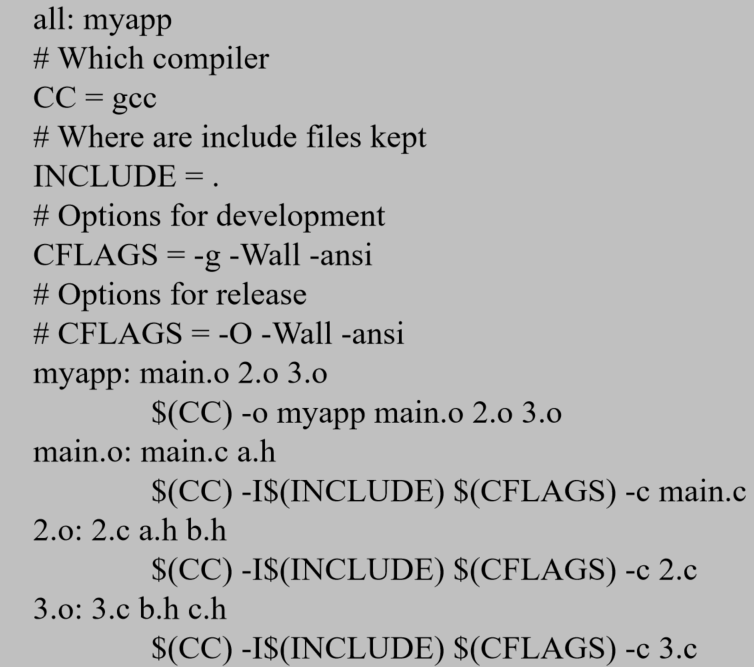 all: myapp
# Which compiler
CC = gcc
# Where are include files kept
INCLUDE = .
# Options for development
CFLAGS = -g -Wall -ansi
# Options for release
# CFLAGS = -O -Wall -ansi
myapp: main.o 2.o 3.o
$(CC) -o myapp main.o 2.o 3.o
main.o: main.c a.h
$(CC) -I$(INCLUDE) $(CFLAGS) -c main.c
2.o: 2.c a.h b.h
$(CC) -I$(INCLUDE) $(CFLAGS) -c 2.c
3.o: 3.c b.h c.h
$(CC) -I$(INCLUDE) $(CFLAGS) -c 3.c